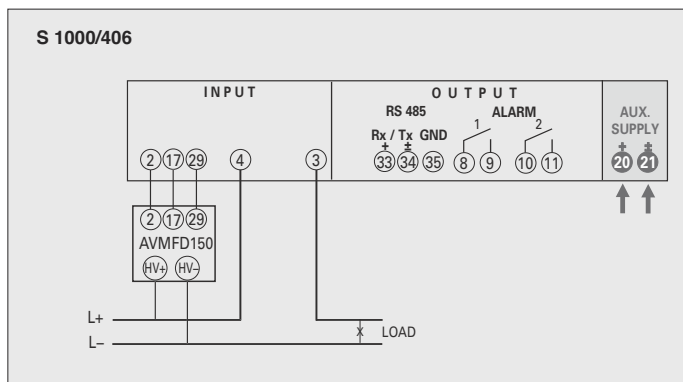 S 1000/406
INPUT
OUTPUT
RS 485
ALARM
AUX.
SUPPLY
1
2
Rx / Tx GND
+
±
+
±
2 17 29 4 3
33 34 35 8 9 10 11
20 21
2 17 29
AVMFD150
HV+ HV–
L+
L–
x LOAD